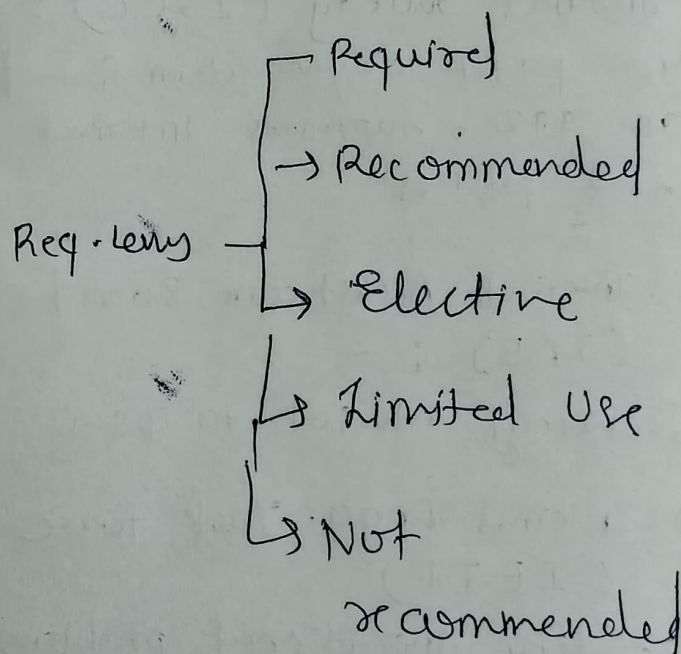 Required
Recommended
Req. Levels
Elective
Limited Use
Not
recommended